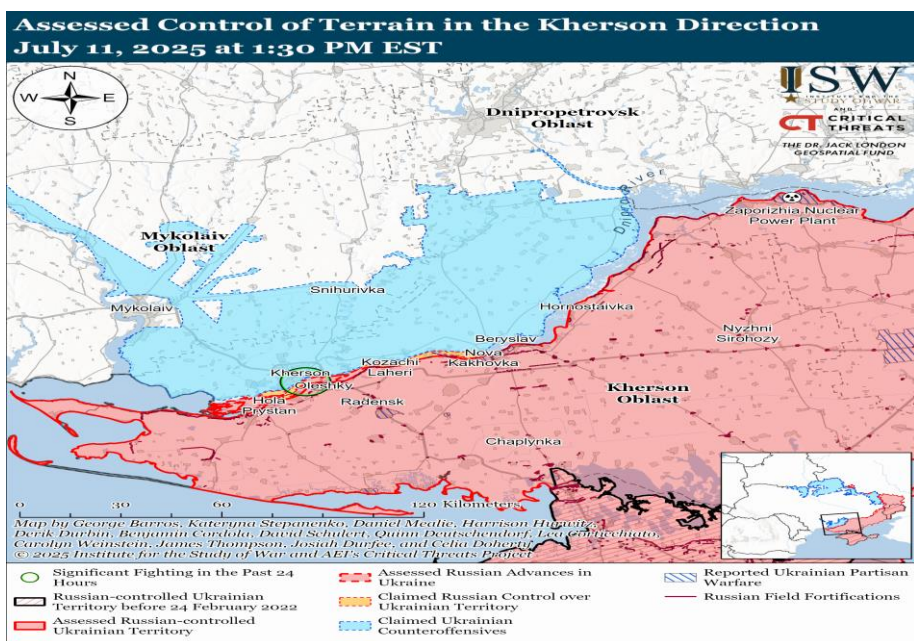 Assessed Control of Terrain in the Kherson Direction
July 11, 2025 at 1:30 PM EST
N
W E
S
ISW
INSTITUTE FOR THE
STUDY OF WAR
AND
CT CRITICAL
THREATS
THE DR. JACK LONDON
GEOSPATIAL FUND
Dnipropetrovsk
Oblast
Dnipro River
Zaporizhia Nuclear
Power Plant
Mykolaiv
Oblast
Snihurivka
Mykolaiv
Hornostaivka
Beryslav
Nyzhni
Sirohozy
Nova
Kakhovka
Kozachi
Laheri
Kherson
Oleshky
Hola
Prystan
Radensk
Kherson
Oblast
Chaplynka
0 30 60 120 Kilometers
Map by George Barros, Kateryna Stepanenko, Daniel Mealie, Harrison Hurwitz,
Derik Durbin, Benjamin Cordola, David Schulert, Quinn Deutschendorf, Lou
Carolyn Weinstein, James Thompson, Josiah Durfee, and Celia Doherty
© 2025 Institute for the Study of War and AEI's Critical Threats Project
Significant Fighting in the Past 24
Hours
Russian-controlled Ukrainian
Territory before 24 February 2022
Assessed Russian-controlled
Ukrainian Territory
Assessed Russian Advances in
Ukraine
Claimed Russian Control over
Ukrainian Territory
Claimed Ukrainian
Counteroffensives
Reported Ukrainian Partisan
Warfare
Russian Field Fortifications